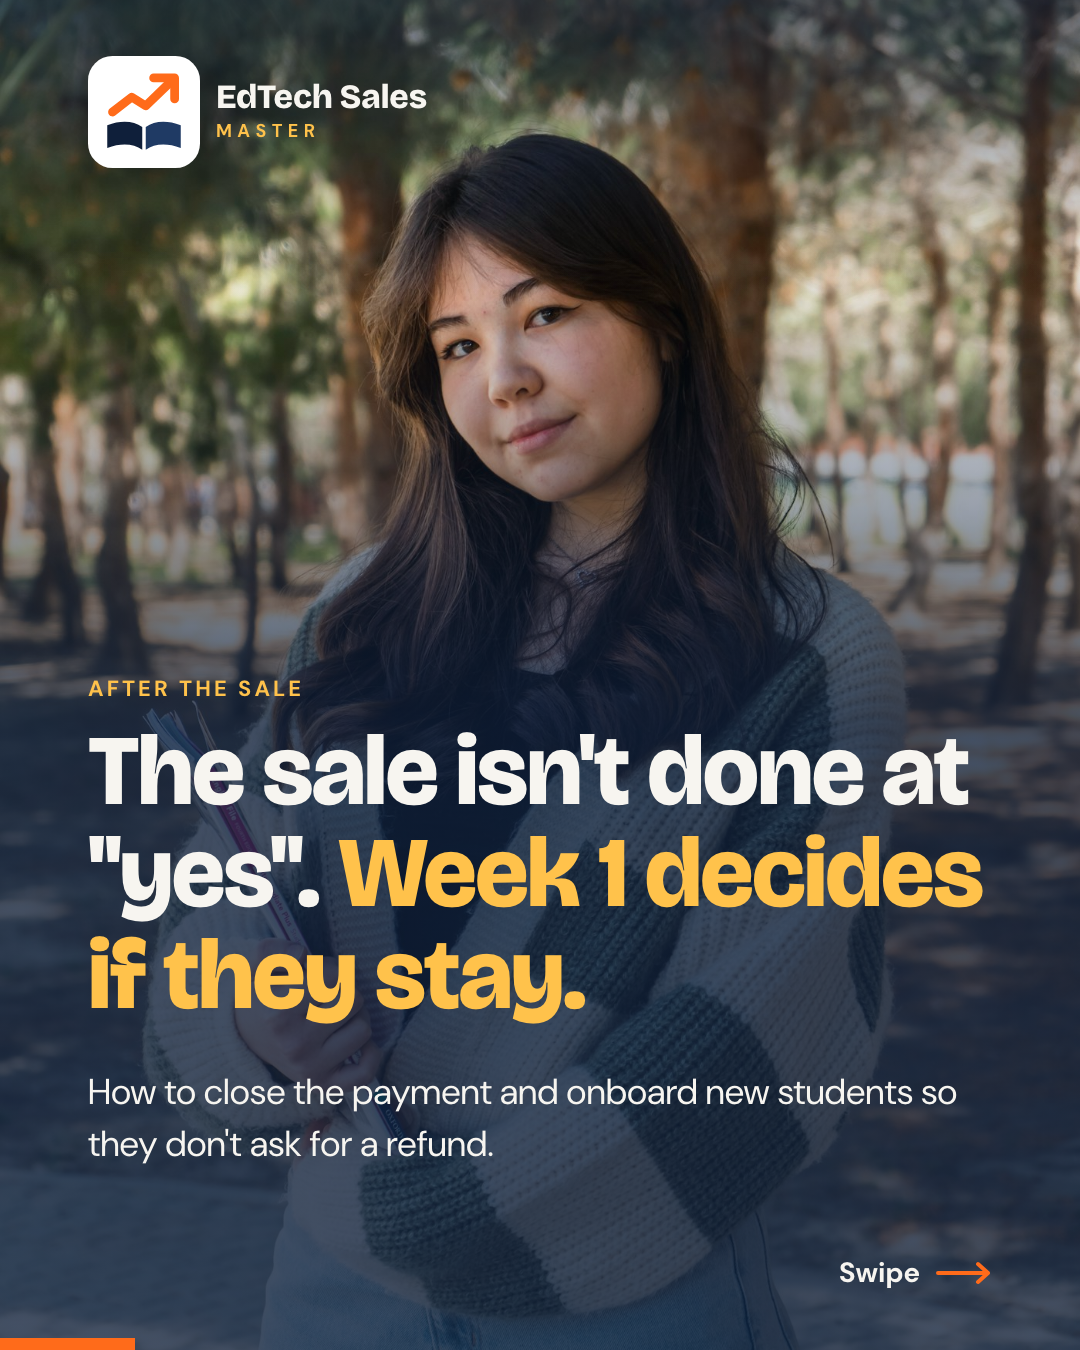 EdTech Sales
MASTER
AFTER THE SALE
The sale isn't done at
"yes". Week 1 decides
if they stay.
How to close the payment and onboard new students so
they don't ask for a refund.
Swipe